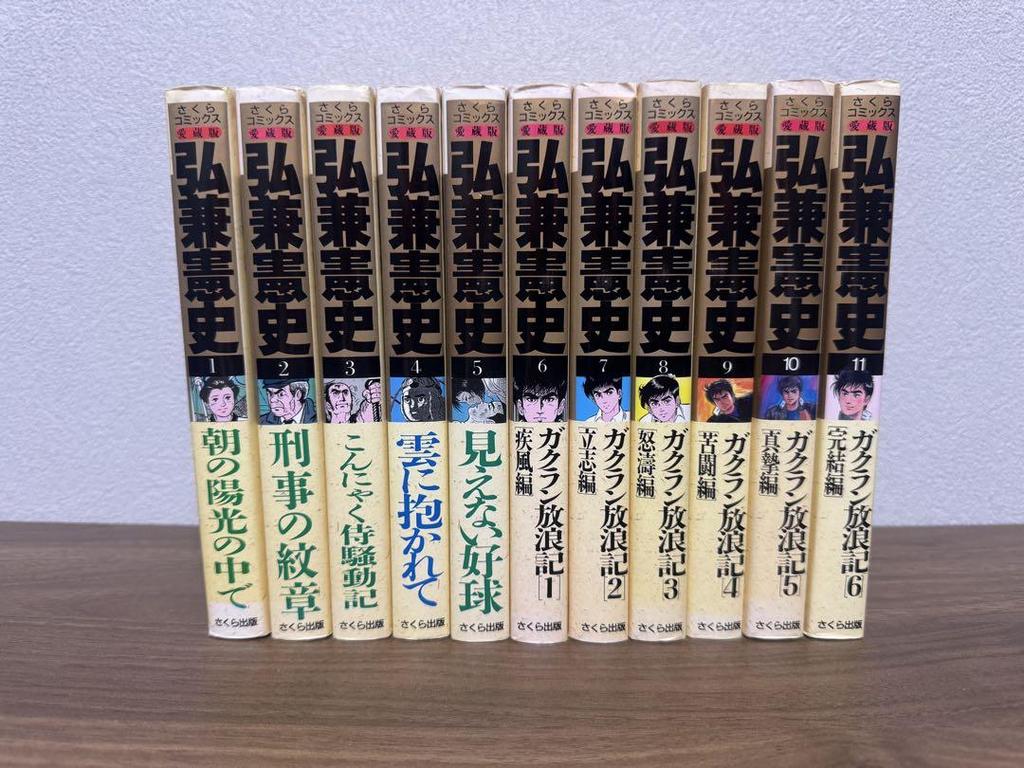 さくら
コミックス
愛蔵版
弘兼憲史
1
朝の陽光の中で
さくら出版
さくら
コミックス
愛蔵版
弘兼憲史
2
刑事の紋章
さくら出版
さくら
コミックス
愛蔵版
弘兼憲史
3
こんにゃく侍騒動記
さくら出版
さくら
コミックス
愛蔵版
弘兼憲史
4
雲に抱かれて
さくら出版
さくら
コミックス
愛蔵版
弘兼憲史
5
見えない好球
さくら出版
さくら
コミックス
愛蔵版
弘兼憲史
6
ガクラン放浪記[1]
[疾風編]
さくら出版
さくら
コミックス
愛蔵版
弘兼憲史
7
ガクラン放浪記[2]
[立志編]
さくら出版
さくら
コミックス
愛蔵版
弘兼憲史
8
ガクラン放浪記[3]
[怒濤編]
さくら出版
さくら
コミックス
愛蔵版
弘兼憲史
9
ガクラン放浪記[4]
[苦闘編]
さくら出版
さくら
コミックス
愛蔵版
弘兼憲史
10
ガクラン放浪記[5]
[真摯編]
さくら出版
さくら
コミックス
愛蔵版
弘兼憲史
11
ガクラン放浪記[6]
[完結編]
さくら出版